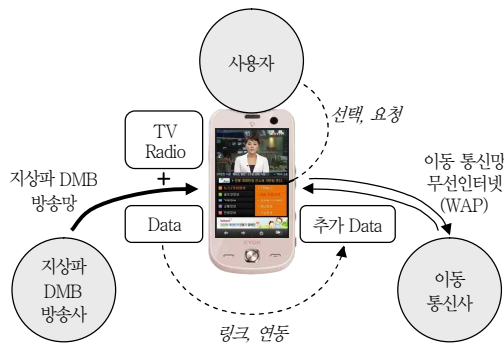 사용자
선택, 요청
TV
Radio
+
지상파 DMB
방송망
Data
추가 Data
이동 통신망
무선인터넷
(WAP)
지상파
DMB
방송사
이동
통신사
링크, 연동
CYON